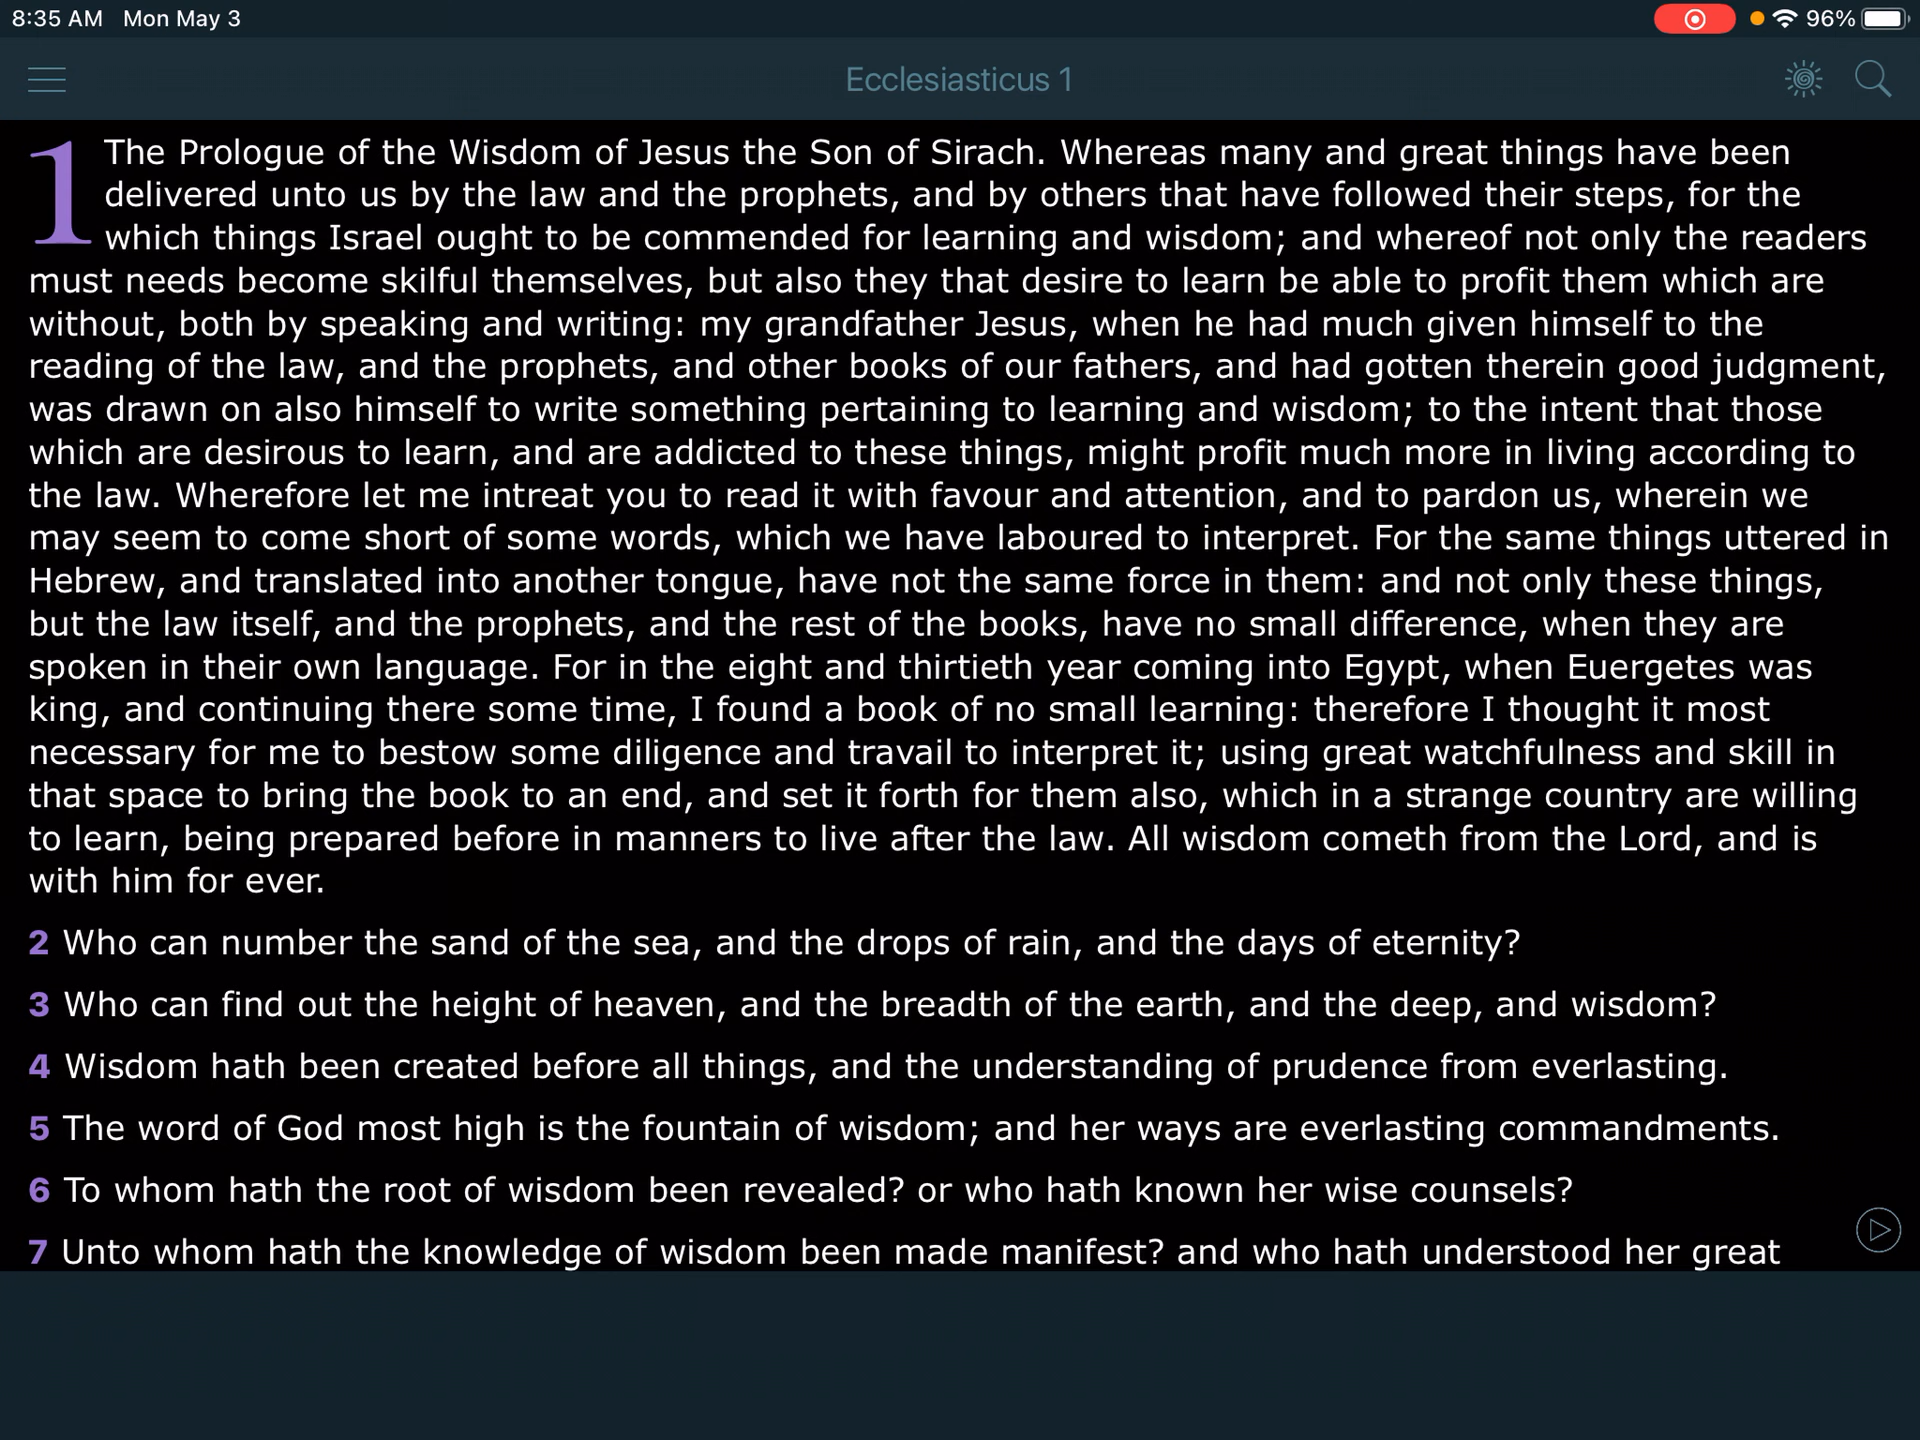 8:35 AM Mon May 3
96%
Ecclesiasticus 1
1 The Prologue of the Wisdom of Jesus the Son of Sirach. Whereas many and great things have been
delivered unto us by the law and the prophets, and by others that have followed their steps, for the
which things Israel ought to be commended for learning and wisdom; and whereof not only the readers
must needs become skilful themselves, but also they that desire to learn be able to profit them which are
without, both by speaking and writing: my grandfather Jesus, when he had much given himself to the
reading of the law, and the prophets, and other books of our fathers, and had gotten therein good judgment,
was drawn on also himself to write something pertaining to learning and wisdom; to the intent that those
which are desirous to learn, and are addicted to these things, might profit much more in living according to
the law. Wherefore let me intreat you to read it with favour and attention, and to pardon us, wherein we
may seem to come short of some words, which we have laboured to interpret. For the same things uttered in
Hebrew, and translated into another tongue, have not the same force in them: and not only these things,
but the law itself, and the prophets, and the rest of the books, have no small difference, when they are
spoken in their own language. For in the eight and thirtieth year coming into Egypt, when Euergetes was
king, and continuing there some time, I found a book of no small learning: therefore I thought it most
necessary for me to bestow some diligence and travail to interpret it; using great watchfulness and skill in
that space to bring the book to an end, and set it forth for them also, which in a strange country are willing
to learn, being prepared before in manners to live after the law. All wisdom cometh from the Lord, and is
with him for ever.
2 Who can number the sand of the sea, and the drops of rain, and the days of eternity?
3 Who can find out the height of heaven, and the breadth of the earth, and the deep, and wisdom?
4 Wisdom hath been created before all things, and the understanding of prudence from everlasting.
5 The word of God most high is the fountain of wisdom; and her ways are everlasting commandments.
6 To whom hath the root of wisdom been revealed? or who hath known her wise counsels?
7 Unto whom hath the knowledge of wisdom been made manifest? and who hath understood her great